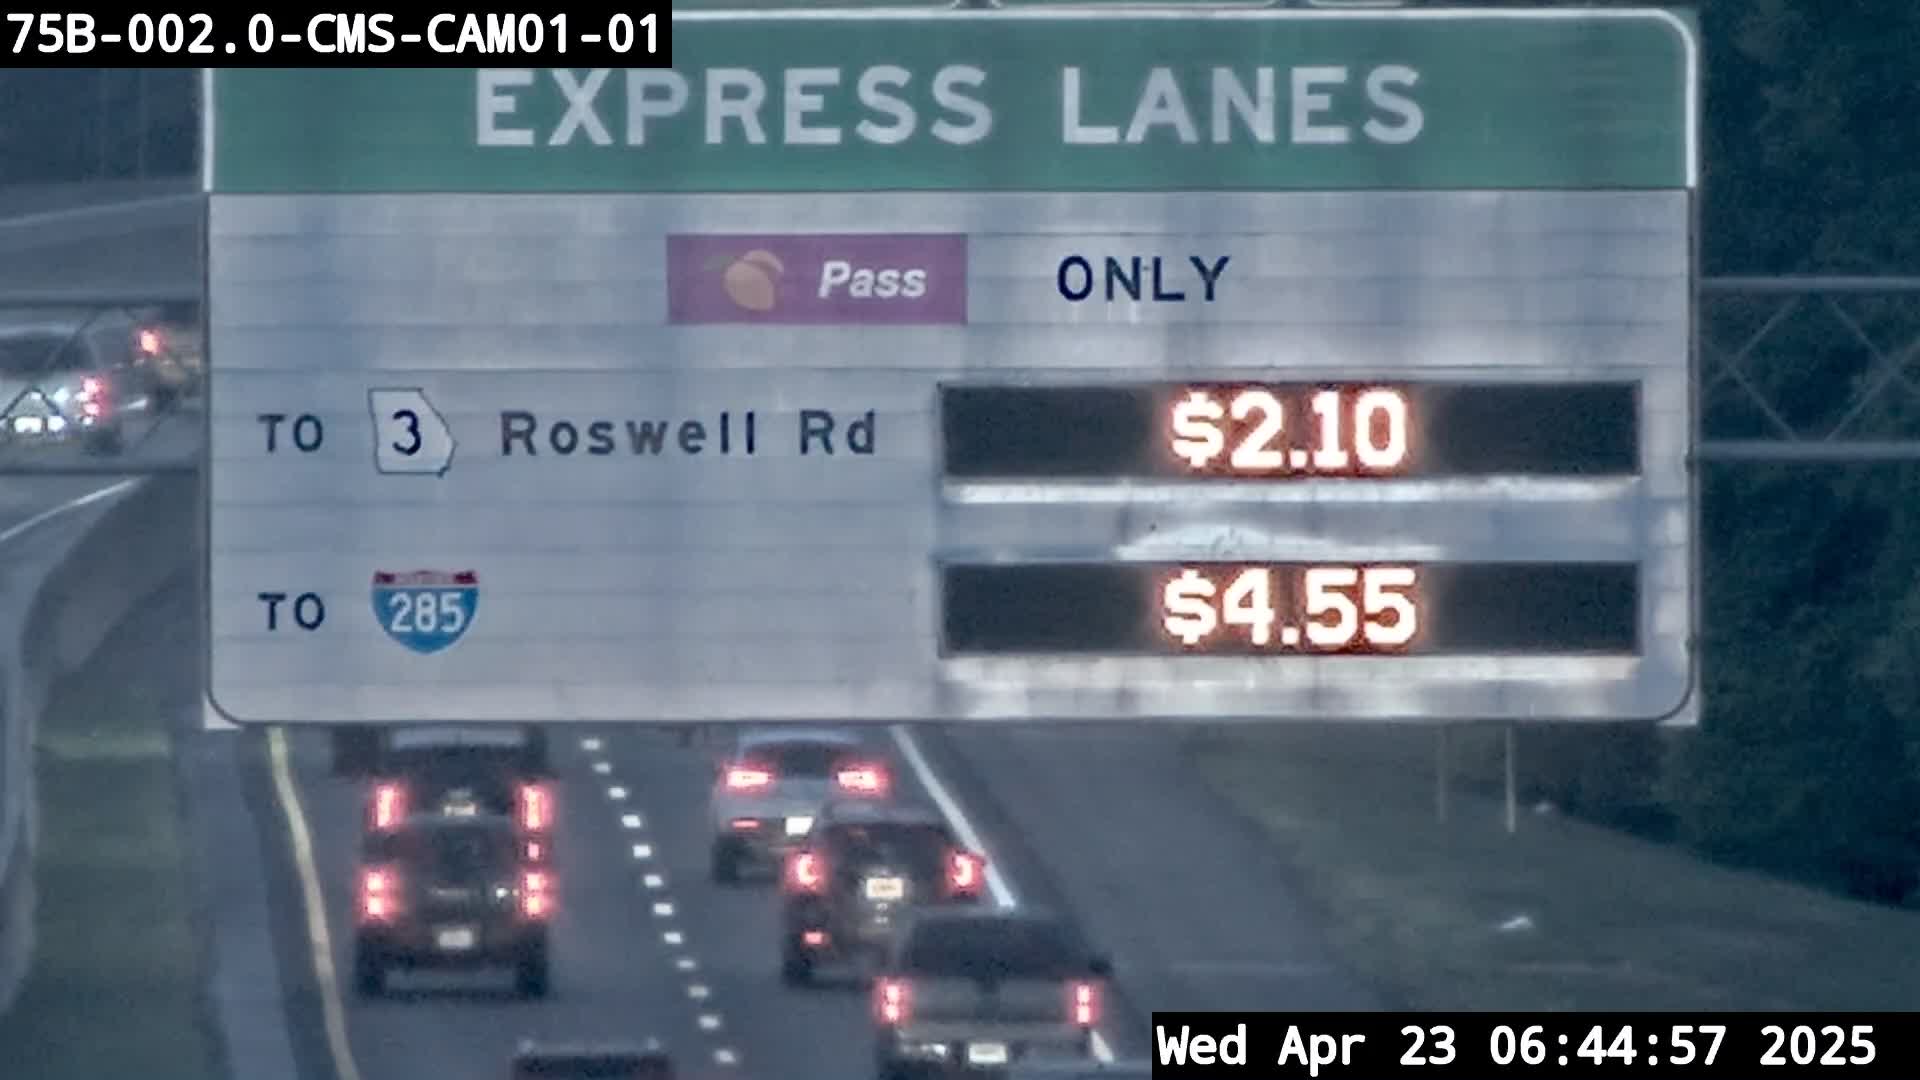 75B-002.0-CMS-CAM01-01
EXPRESS LANES
Pass ONLY
TO 3 Roswell Rd $2.10
TO 285 $4.55
Wed Apr 23 06:44:57 2025